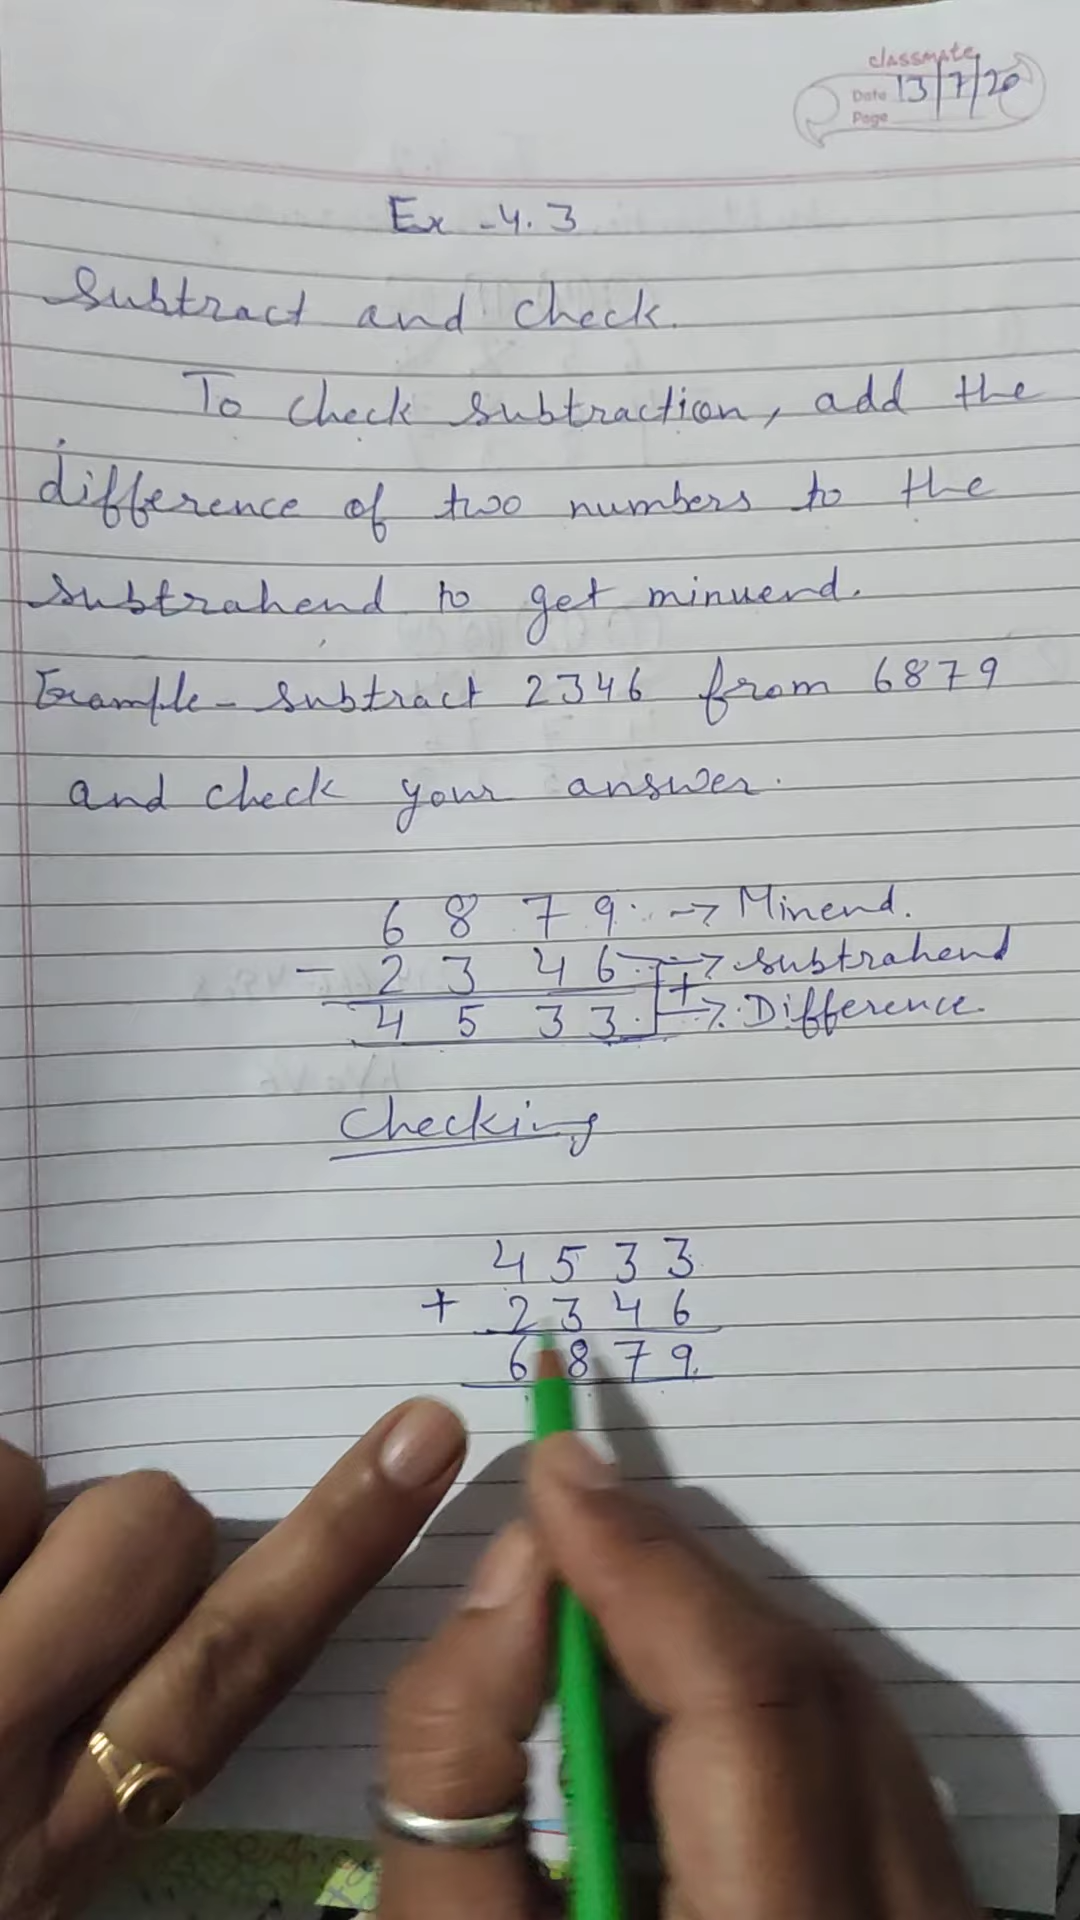 classmate
Date 13/7/20
Page
Ex - 4.3
Subtract and check.
To check subtraction, add the
difference of two numbers to the
subtrahend to get minuend.
Example - subtract 2346 from 6879
and check your answer.
6 8 7 9 → Minend.
- 2 3 4 6 → subtrahend
+
4 5 3 3 → Difference.
Checking
4 5 3 3
+ 2 3 4 6
6 8 7 9